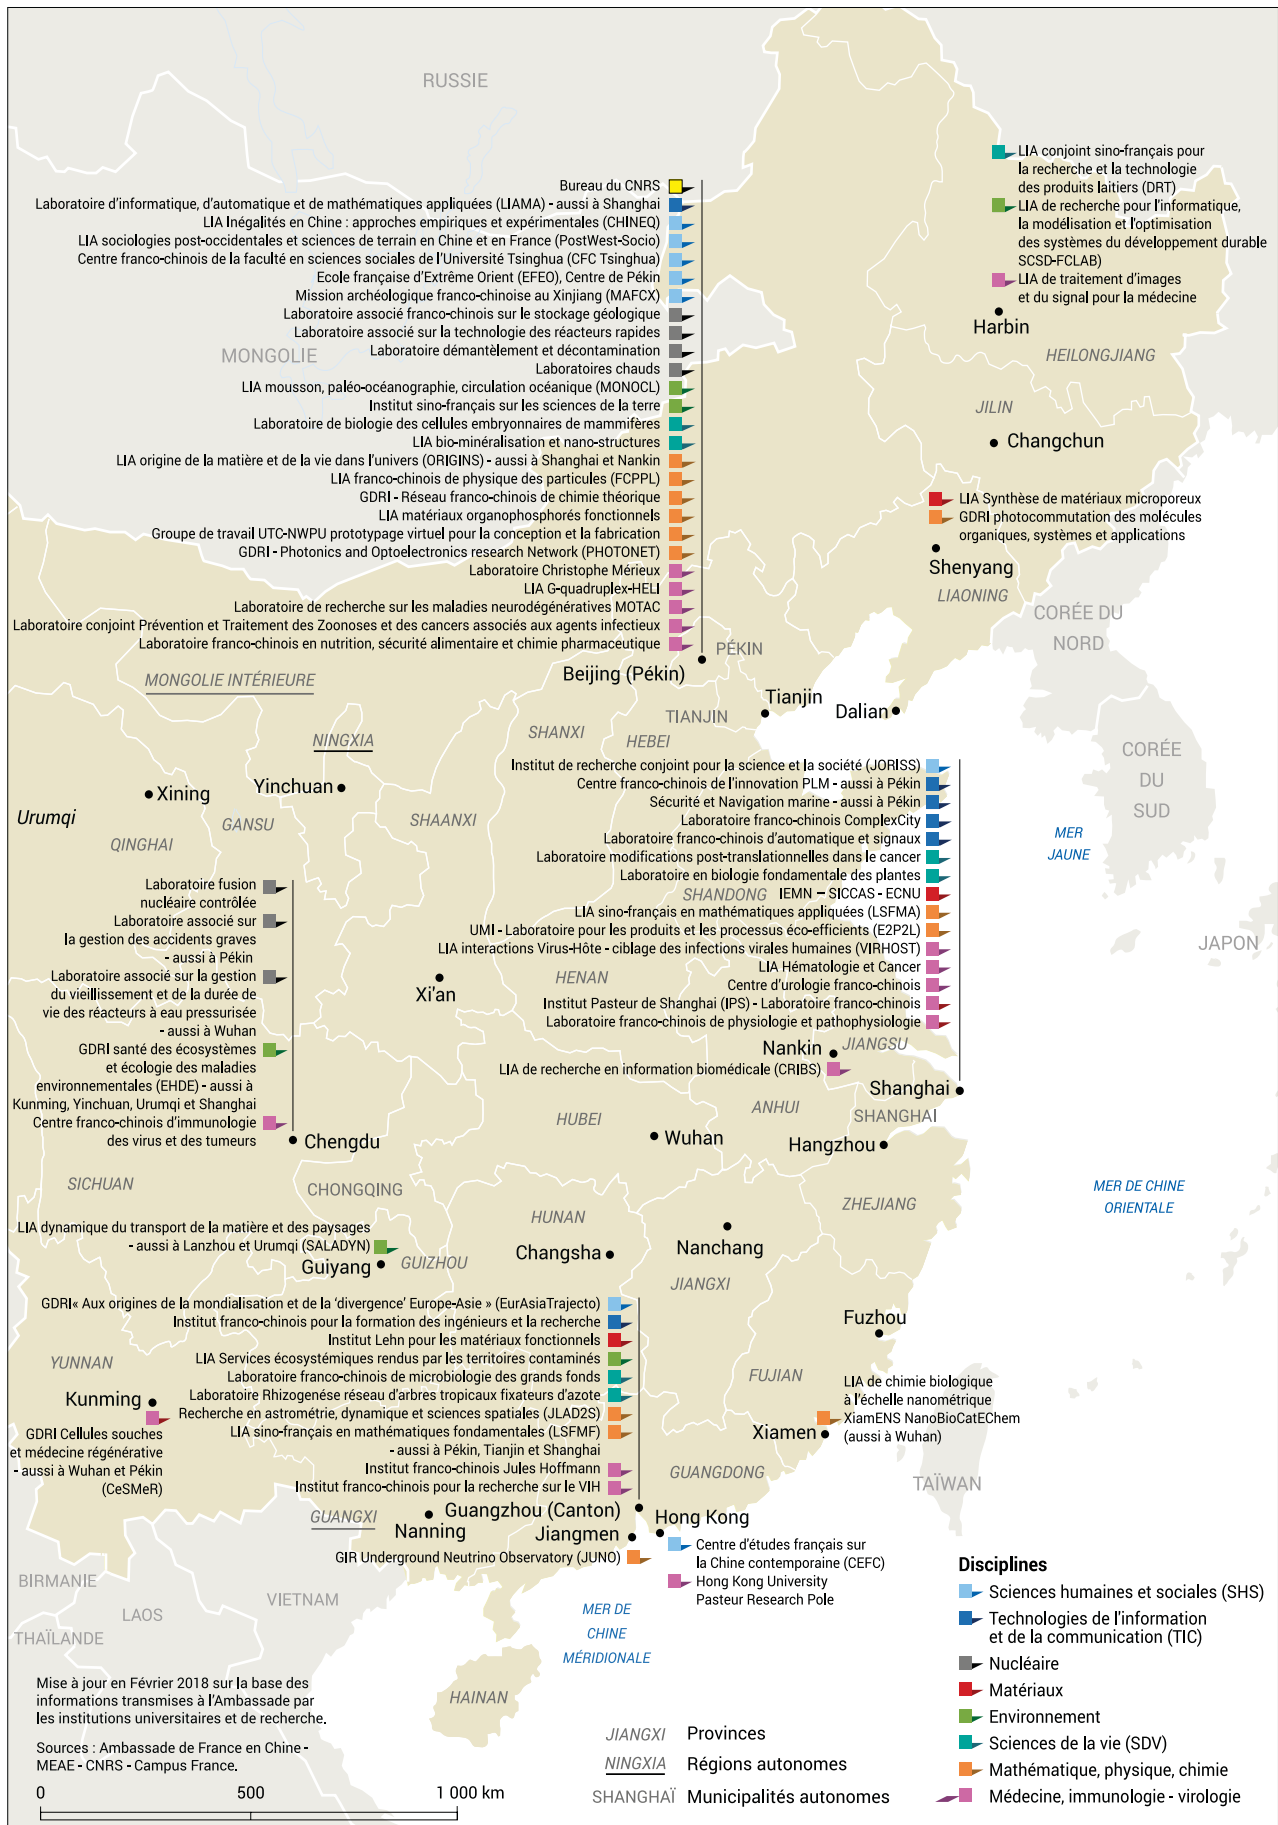 RUSSIE
LIA conjoint sino-français pour
la recherche et la technologie
des produits laitiers (DRT)
LIA de recherche pour l'informatique,
la modélisation et l'optimisation
des systèmes du développement durable
SCSD-FCLAB)
LIA de traitement d'images
et du signal pour la médecine
Harbin
HEILONGJIANG
Bureau du CNRS
Laboratoire d'informatique, d'automatique et de mathématiques appliquées (LIAMA) - aussi à Shanghai
LIA Inégalités en Chine : approches empiriques et expérimentales (CHINEQ)
LIA sociologies post-occidentales et sciences de terrain en Chine et en France (PostWest-Socio)
Centre franco-chinois de la faculté en sciences sociales de l'Université Tsinghua (CFC Tsinghua)
Ecole française d'Extrême Orient (EFEO), Centre de Pékin
Mission archéologique franco-chinoise au Xinjiang (MAFCX)
Laboratoire associé franco-chinois sur le stockage géologique
Laboratoire associé sur la technologie des réacteurs rapides
Laboratoire démantèlement et décontamination
Laboratoires chauds
LIA mousson, paléo-océanographie, circulation océanique (MONOCL)
Institut sino-français sur les sciences de la terre
Laboratoire de biologie des cellules embryonnaires de mammifères
LIA bio-minéralisation et nano-structures
LIA origine de la matière et de la vie dans l'univers (ORIGINS) - aussi à Shanghai et Nankin
LIA franco-chinois de physique des particules (FCPPL)
GDRI - Réseau franco-chinois de chimie théorique
LIA matériaux organophosphorés fonctionnels
Groupe de travail UTC-NWPU prototypage virtuel pour la conception et la fabrication
GDRI - Photonics and Optoelectronics research Network (PHOTONET)
Laboratoire Christophe Mérieux
LIA G-quadruplex-HELI
Laboratoire de recherche sur les maladies neurodégénératives MOTAC
Laboratoire conjoint Prévention et Traitement des Zoonoses et des cancers associés aux agents infectieux
Laboratoire franco-chinois en nutrition, sécurité alimentaire et chimie pharmaceutique
MONGOLIE
JILIN
Changchun
LIA Synthèse de matériaux microporeux
GDRI photocommutation des molécules
organiques, systèmes et applications
Shenyang
LIAONING
CORÉE DU
NORD
PÉKIN
Beijing (Pékin)
MONGOLIE INTÉRIEURE
Tianjin
TIANJIN
Dalian
SHANXI
HEBEI
NINGXIA
CORÉE
DU
SUD
Yinchuan
Xining
Urumqi
GANSU
QINGHAI
SHAANXI
MER
JAUNE
Institut de recherche conjoint pour la science et la société (JORISS)
Centre franco-chinois de l'innovation PLM - aussi à Pékin
Sécurité et Navigation marine - aussi à Pékin
Laboratoire franco-chinois ComplexCity
Laboratoire franco-chinois d'automatique et signaux
Laboratoire modifications post-translationnelles dans le cancer
Laboratoire en biologie fondamentale des plantes
SHANDONG
IEMN – SICCAS - ECNU
LIA sino-français en mathématiques appliquées (LSFMA)
UMI - Laboratoire pour les produits et les processus éco-efficients (E2P2L)
LIA interactions Virus-Hôte - ciblage des infections virales humaines (VIRHOST)
LIA Hématologie et Cancer
Centre d'urologie franco-chinois
Institut Pasteur de Shanghai (IPS) - Laboratoire franco-chinois
Laboratoire franco-chinois de physiologie et pathophysiologie
JAPON
Laboratoire fusion
nucléaire contrôlée
Laboratoire associé sur
la gestion des accidents graves
- aussi à Pékin
Laboratoire associé sur la gestion
du vieillissement et de la durée de
vie des réacteurs à eau pressurisée
- aussi à Wuhan
GDRI santé des écosystèmes
et écologie des maladies
environnementales (EHDE) - aussi à
Kunming, Yinchuan, Urumqi et Shanghai
Centre franco-chinois d'immunologie
des virus et des tumeurs
Chengdu
Xi'an
HENAN
Nankin
JIANGSU
LIA de recherche en information biomédicale (CRIBS)
Shanghai
SHANGHAI
ANHUI
HUBEI
Wuhan
Hangzhou
SICHUAN
CHONGQING
ZHEJIANG
MER DE CHINE
ORIENTALE
HUNAN
LIA dynamique du transport de la matière et des paysages
- aussi à Lanzhou et Urumqi (SALADYN)
Guiyang
GUIZHOU
Changsha
Nanchang
JIANGXI
GDRI« Aux origines de la mondialisation et de la ‘divergence’ Europe-Asie » (EurAsiaTrajecto)
Institut franco-chinois pour la formation des ingénieurs et la recherche
Institut Lehn pour les matériaux fonctionnels
LIA Services écosystémiques rendus par les territoires contaminés
Laboratoire franco-chinois de microbiologie des grands fonds
Laboratoire Rhizogenése réseau d'arbres tropicaux fixateurs d'azote
Recherche en astrométrie, dynamique et sciences spatiales (JLAD2S)
LIA sino-français en mathématiques fondamentales (LSFMF)
- aussi à Pékin, Tianjin et Shanghai
Institut franco-chinois Jules Hoffmann
Institut franco-chinois pour la recherche sur le VIH
Guangzhou (Canton)
Fuzhou
FUJIAN
YUNNAN
Kunming
GDRI Cellules souches
et médecine régénérative
- aussi à Wuhan et Pékin
(CeSMeR)
LIA de chimie biologique
à l'échelle nanométrique
XiamENS NanoBioCatEChem
(aussi à Wuhan)
Xiamen
GUANGDONG
TAÏWAN
GUANGXI
Nanning
Jiangmen
GIR Underground Neutrino Observatory (JUNO)
Hong Kong
Centre d'études français sur
la Chine contemporaine (CEFC)
Hong Kong University
Pasteur Research Pole
BIRMANIE
LAOS
VIETNAM
THAÏLANDE
MER DE
CHINE
MÉRIDIONALE
HAINAN
Disciplines
Sciences humaines et sociales (SHS)
Technologies de l'information
et de la communication (TIC)
Nucléaire
Matériaux
Environnement
Sciences de la vie (SDV)
Mathématique, physique, chimie
Médecine, immunologie - virologie
Mise à jour en Février 2018 sur la base des
informations transmises à l'Ambassade par
les institutions universitaires et de recherche.
Sources : Ambassade de France en Chine -
MEAE - CNRS - Campus France.
0 500 1 000 km
JIANGXI Provinces
NINGXIA Régions autonomes
SHANGHAÏ Municipalités autonomes